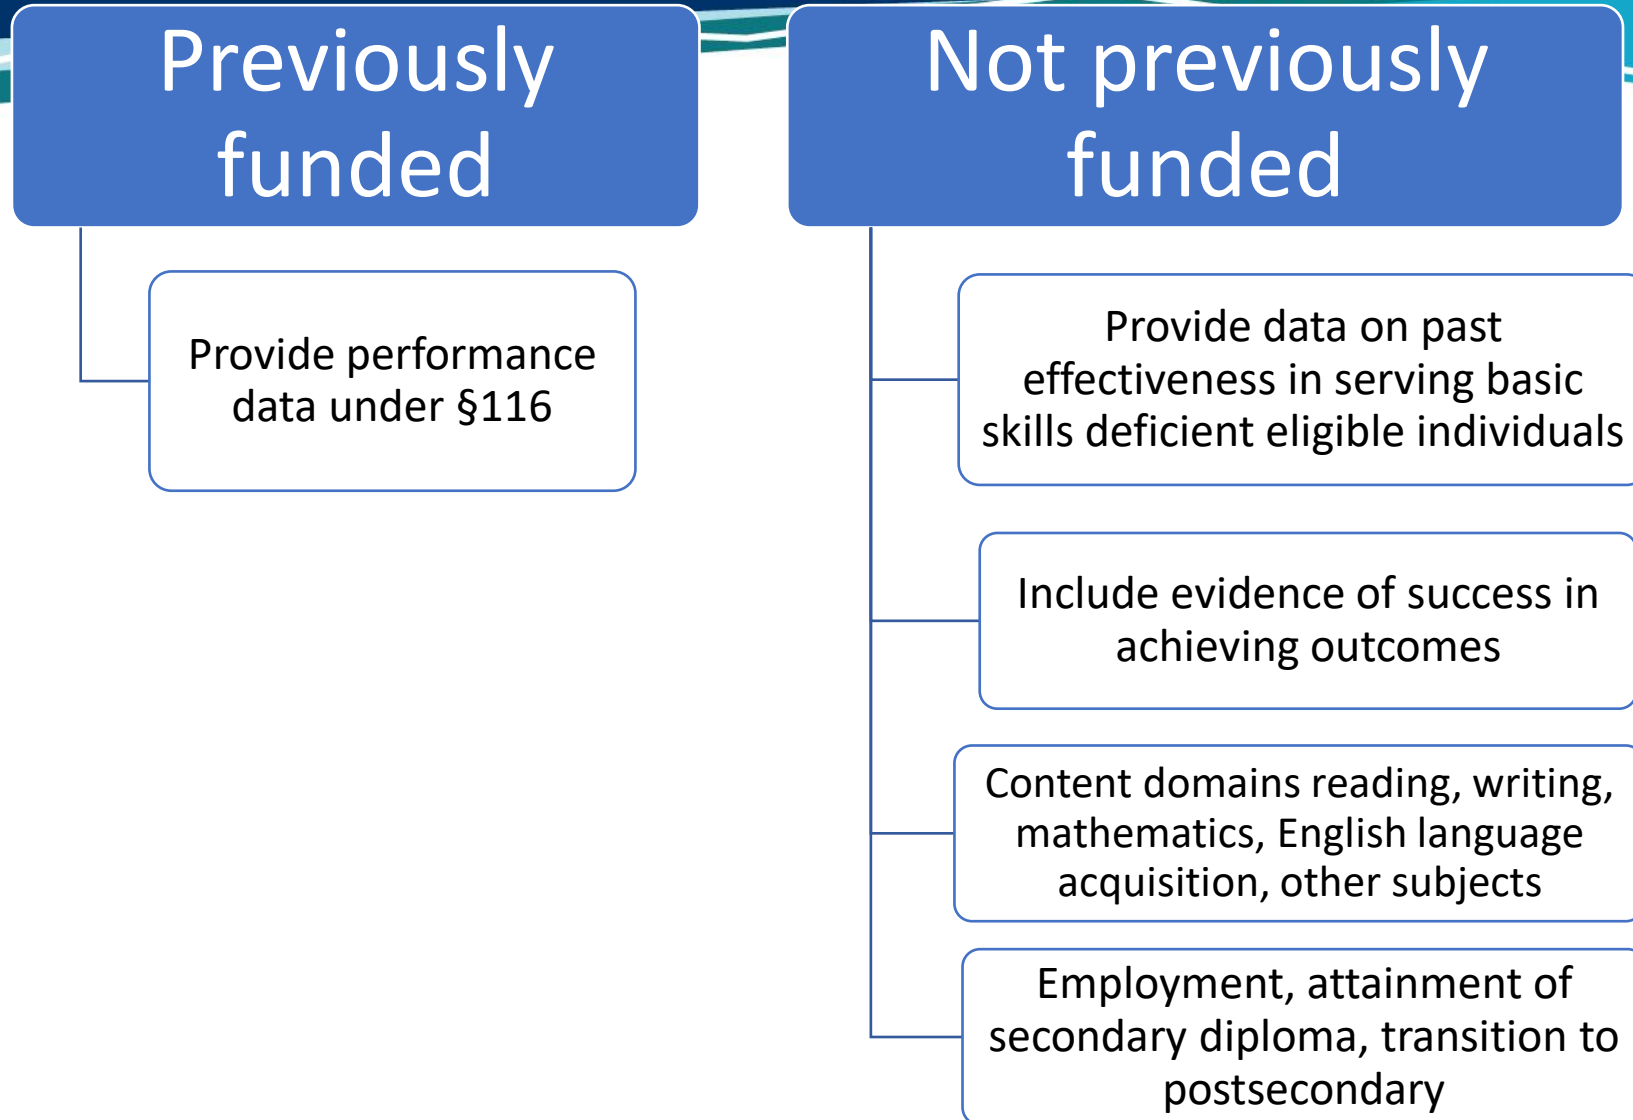 Previously
funded
Provide performance
data under §116
Not previously
funded
Provide data on past
effectiveness in serving basic
skills deficient eligible individuals
Include evidence of success in
achieving outcomes
Content domains reading, writing,
mathematics, English language
acquisition, other subjects
Employment, attainment of
secondary diploma, transition to
postsecondary